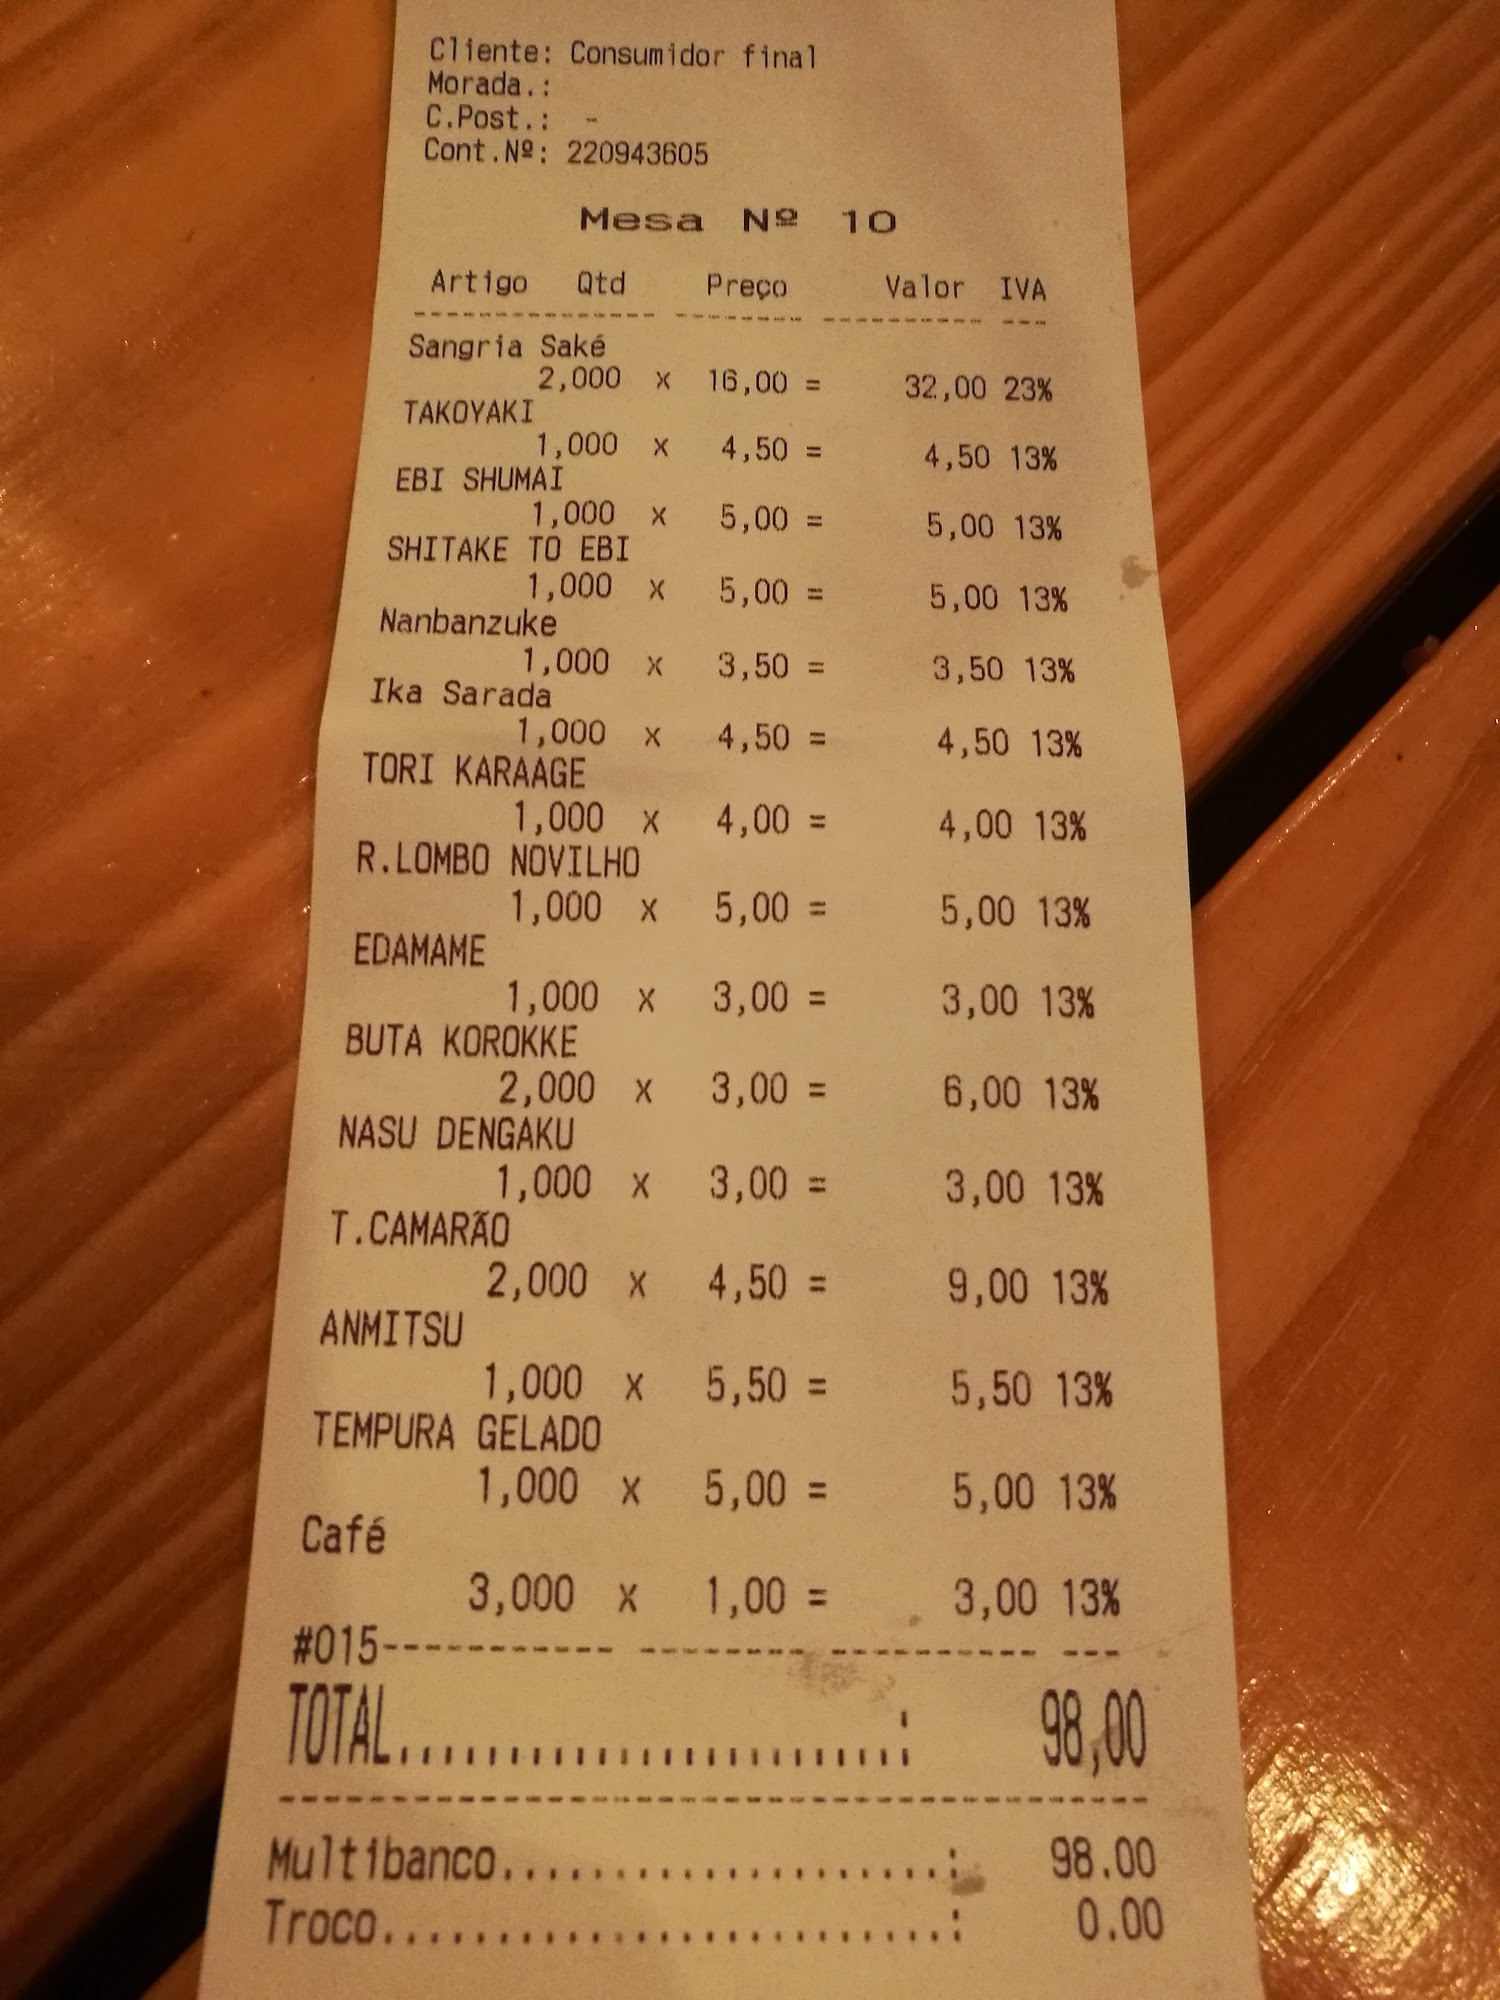 Cliente: Consumidor final
Morada.:
C.Post.: -
Cont.Nº: 220943605
Mesa Nº 10
Artigo Qtd Preço Valor IVA
Sangria Saké
2,000 x 16,00 = 32,00 23%
TAKOYAKI
1,000 x 4,50 = 4,50 13%
EBI SHUMAI
1,000 x 5,00 = 5,00 13%
SHITAKE TO EBI
1,000 x 5,00 = 5,00 13%
Nanbanzuke
1,000 x 3,50 = 3,50 13%
Ika Sarada
1,000 x 4,50 = 4,50 13%
TORI KARAAGE
1,000 x 4,00 = 4,00 13%
R.LOMBO NOVILHO
1,000 x 5,00 = 5,00 13%
EDAMAME
1,000 x 3,00 = 3,00 13%
BUTA KOROKKE
2,000 x 3,00 = 6,00 13%
NASU DENGAKU
1,000 x 3,00 = 3,00 13%
T.CAMARÃO
2,000 x 4,50 = 9,00 13%
ANMITSU
1,000 x 5,50 = 5,50 13%
TEMPURA GELADO
1,000 x 5,00 = 5,00 13%
Café
3,000 x 1,00 = 3,00 13%
#015----------- -------- ---------- ---
TOTAL........................: 98,00
Multibanco.....................: 98.00
Troco..........................: 0.00